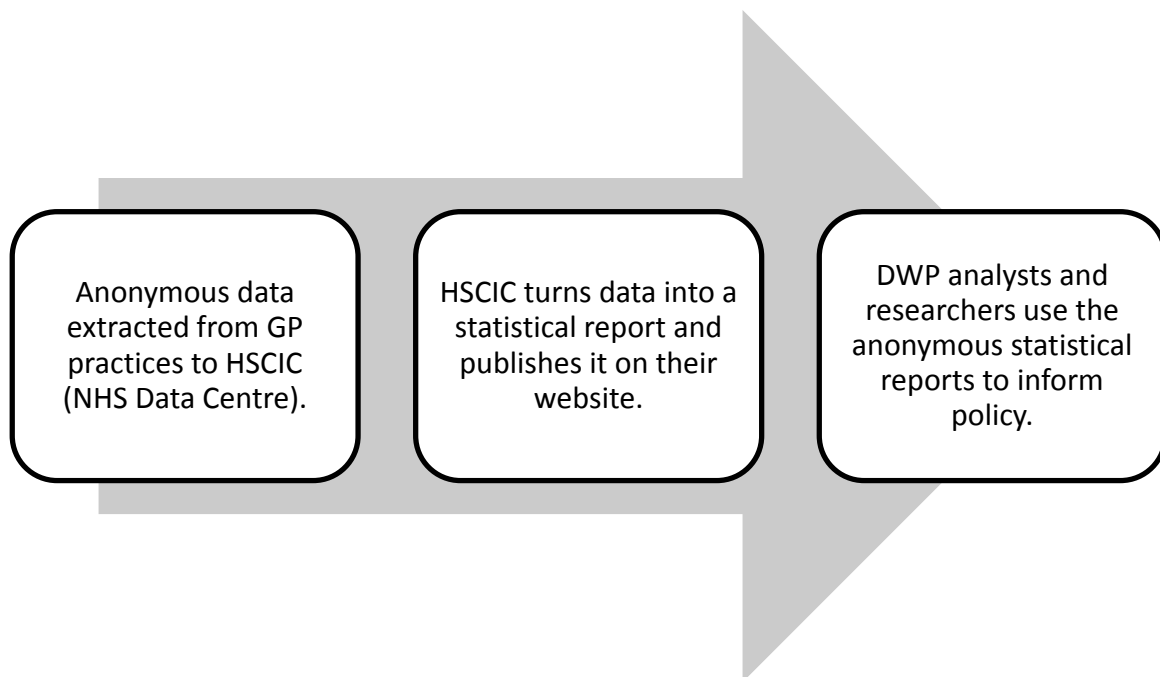 Anonymous data
extracted from GP
practices to HSCIC
(NHS Data Centre).
HSCIC turns data into a
statistical report and
publishes it on their
website.
DWP analysts and
researchers use the
anonymous statistical
reports to inform
policy.